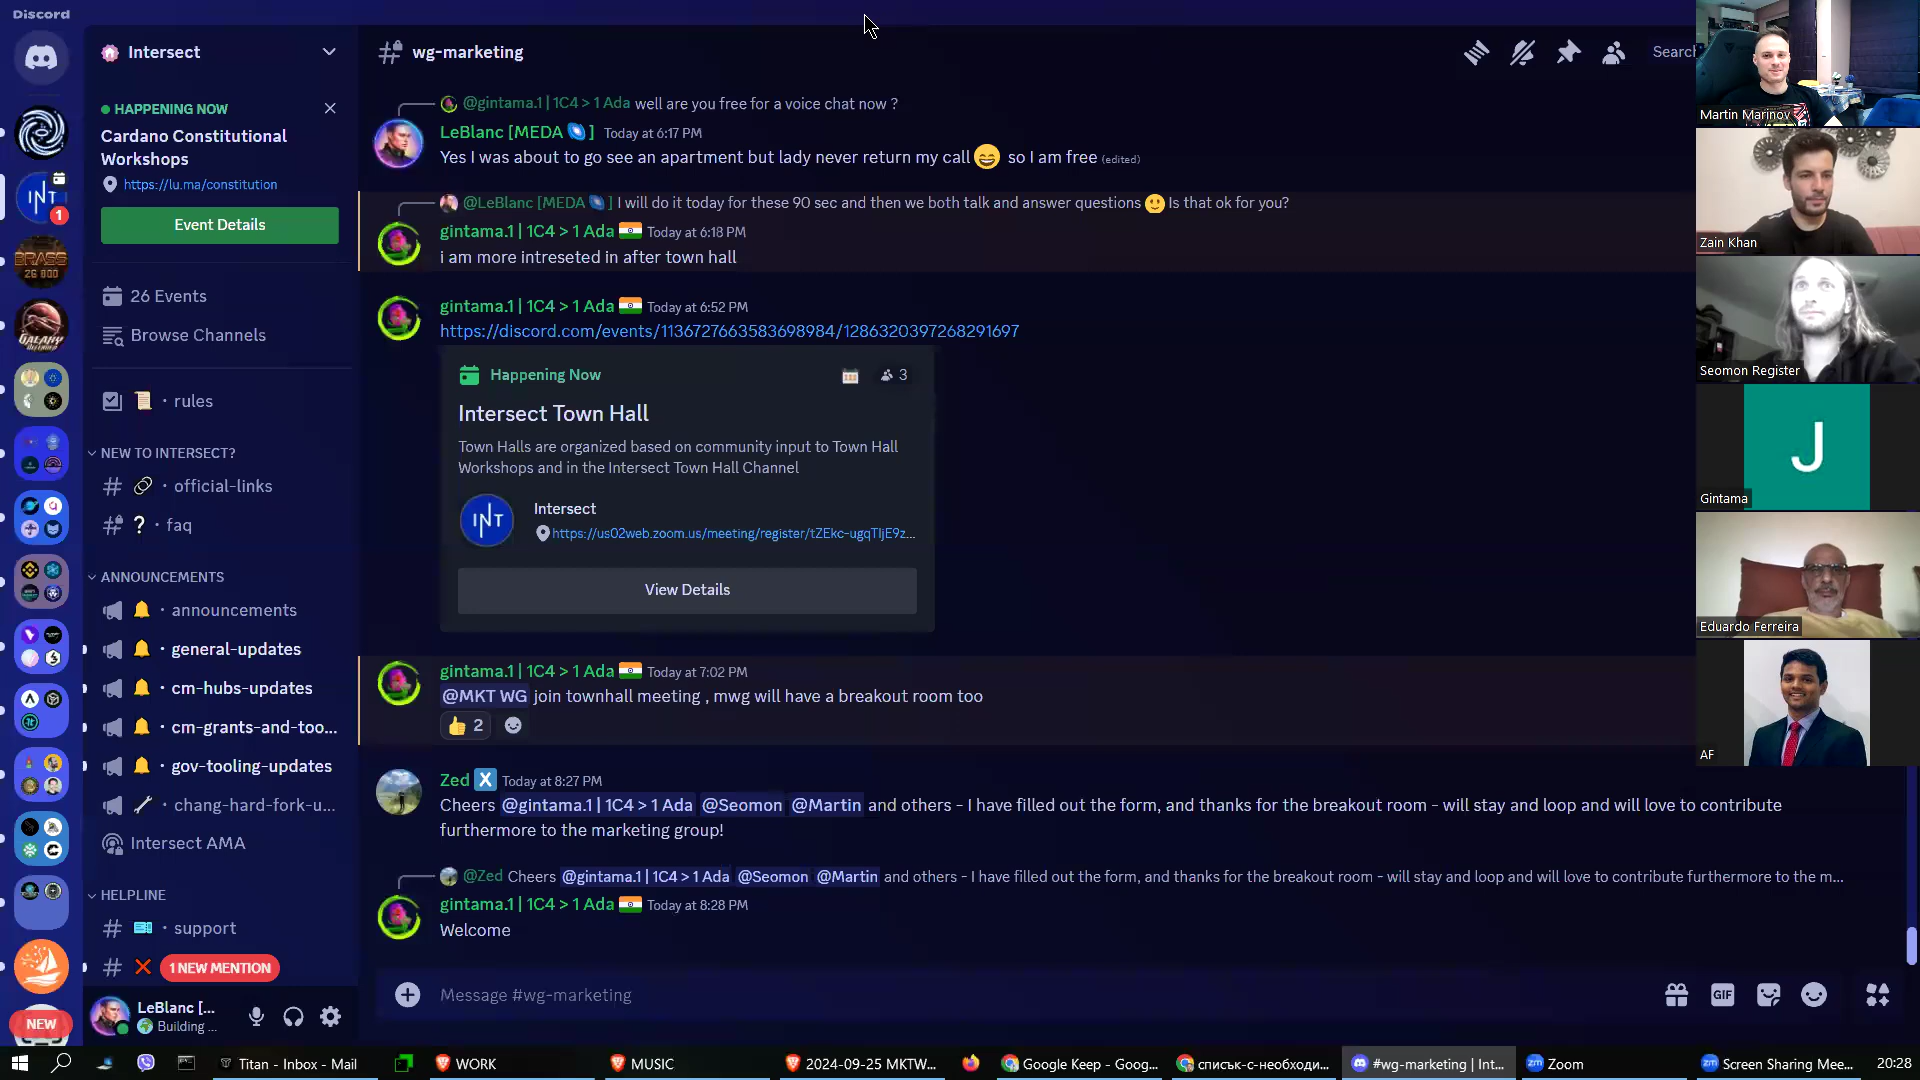 Discord
Intersect
HAPPENING NOW
Cardano Constitutional
Workshops
https://lu.ma/constitution
Event Details
26 Events
Browse Channels
rules
NEW TO INTERSECT?
official-links
faq
ANNOUNCEMENTS
announcements
general-updates
cm-hubs-updates
cm-grants-and-too...
gov-tooling-updates
chang-hard-fork-u...
Intersect AMA
HELPLINE
support
1 NEW MENTION
LeBlanc [...
Building ...
INT
1
BRASS
26 000
GALAXY
NEW
wg-marketing
Search
@gintama.1 | 1C4 > 1 Ada well are you free for a voice chat now ?
LeBlanc [MEDA ] Today at 6:17 PM
Yes I was about to go see an apartment but lady never return my call 😄 so I am free (edited)
@LeBlanc [MEDA ] I will do it today for these 90 sec and then we both talk and answer questions 🙂 Is that ok for you?
gintama.1 | 1C4 > 1 Ada Today at 6:18 PM
i am more intreseted in after town hall
gintama.1 | 1C4 > 1 Ada Today at 6:52 PM
https://discord.com/events/1136727663583698984/1286320397268291697
Happening Now
3
Intersect Town Hall
Town Halls are organized based on community input to Town Hall
Workshops and in the Intersect Town Hall Channel
INT
Intersect
https://us02web.zoom.us/meeting/register/tZEkc-ugqTIjE9z...
View Details
gintama.1 | 1C4 > 1 Ada Today at 7:02 PM
@MKT WG join townhall meeting , mwg will have a breakout room too
👍 2
Zed X Today at 8:27 PM
Cheers @gintama.1 | 1C4 > 1 Ada @Seomon @Martin and others - I have filled out the form, and thanks for the breakout room - will stay and loop and will love to contribute
furthermore to the marketing group!
@Zed Cheers @gintama.1 | 1C4 > 1 Ada @Seomon @Martin and others - I have filled out the form, and thanks for the breakout room - will stay and loop and will love to contribute furthermore to the m...
gintama.1 | 1C4 > 1 Ada Today at 8:28 PM
Welcome
Message #wg-marketing
GIF
Martin Marinov
Zain Khan
Seomon Register
J
Gintama
Eduardo Ferreira
AF
Titan - Inbox - Mail
WORK
MUSIC
2024-09-25 MKTW...
Google Keep - Goog...
списък-с-необходи...
#wg-marketing | Int...
Zoom
Screen Sharing Mee...
20:28